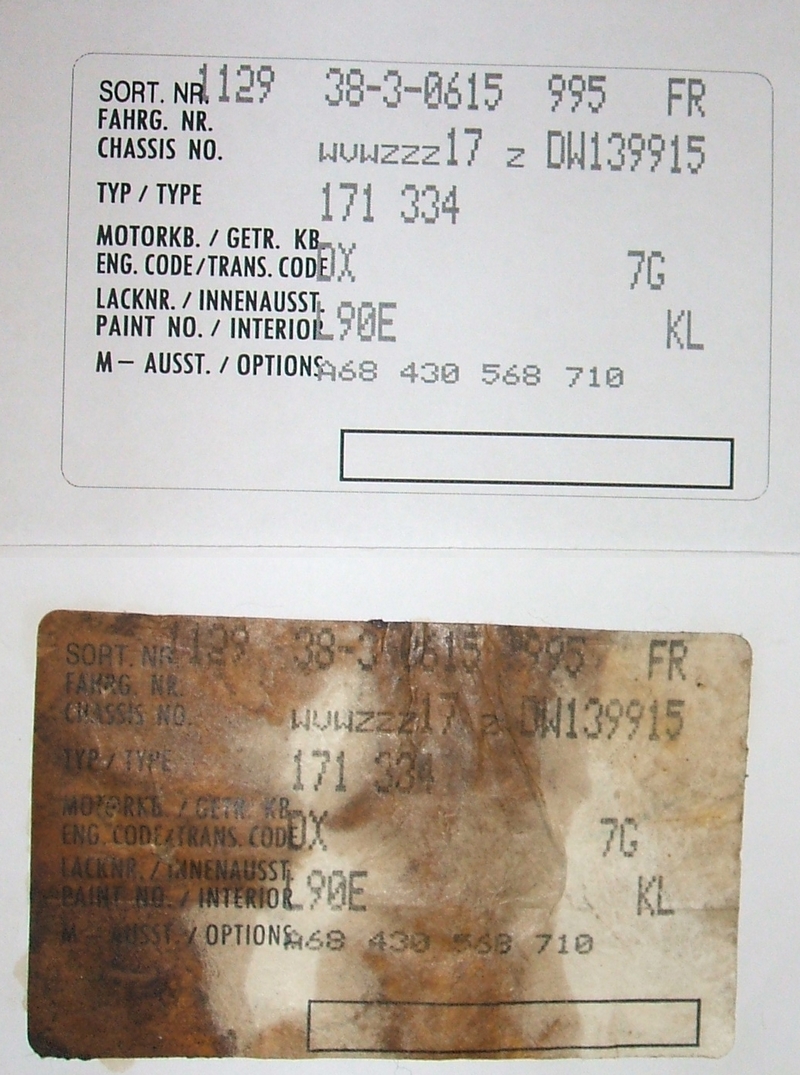 SORT. NR. 1129 38-3-0615 995 FR
FAHRG. NR.
CHASSIS NO. WVWZZZ17 Z DW139915
TYP / TYPE 171 334
MOTORKB. / GETR. KB.
ENG. CODE/TRANS. CODE DX 7G
LACKNR. / INNENAUSST.
PAINT NO. / INTERIOR L90E KL
M– AUSST. / OPTIONS A68 430 568 710
SORT. NR. 1129 38-3-0615 995 FR
FAHRG. NR.
CHASSIS NO. WVWZZZ17 Z DW139915
TYP / TYPE 171 334
MOTORKB. / GETR. KB.
ENG. CODE/TRANS. CODE DX 7G
LACKNR. / INNENAUSST.
PAINT NO. / INTERIOR L90E KL
M– AUSST. / OPTIONS A68 430 568 710